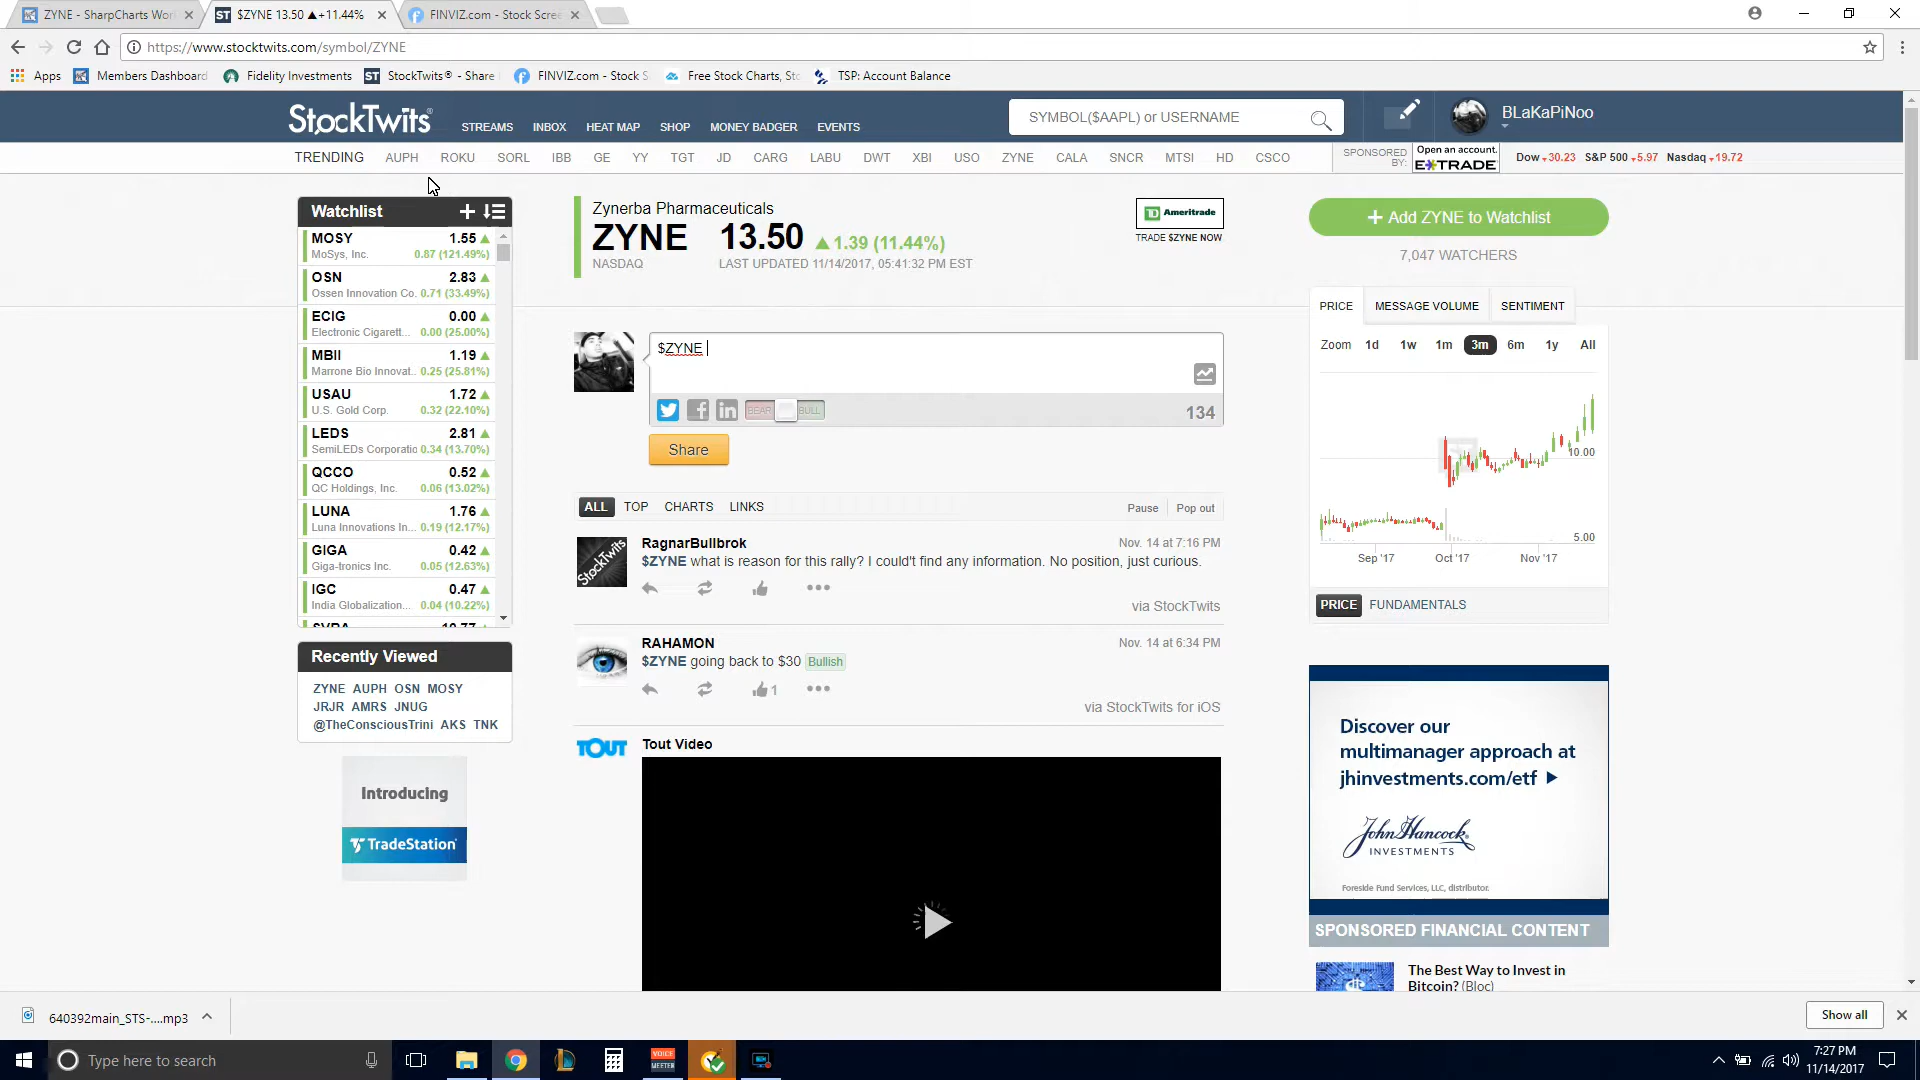 ZYNE - SharpCharts Wor
$ZYNE 13.50 ▲+11.44%
FINVIZ.com - Stock Scree
https://www.stocktwits.com/symbol/ZYNE
Apps
Members Dashboard
Fidelity Investments
StockTwits® - Share
FINVIZ.com - Stock S
Free Stock Charts, Sto
TSP: Account Balance
StockTwits®
STREAMS
INBOX
HEAT MAP
SHOP
MONEY BADGER
EVENTS
SYMBOL($AAPL) or USERNAME
BLaKaPiNoo
TRENDING AUPH ROKU SORL IBB GE YY TGT JD CARG LABU DWT XBI USO ZYNE CALA SNCR MTSI HD CSCO
SPONSORED BY:
Open an account.
E*TRADE
Dow -30.23 S&P 500 -5.97 Nasdaq -19.72
Watchlist
MOSY 1.55
MoSys, Inc. 0.87 (121.49%)
OSN 2.83
Ossen Innovation Co. 0.71 (33.49%)
ECIG 0.00
Electronic Cigarett... 0.00 (25.00%)
MBII 1.19
Marrone Bio Innovat.. 0.25 (25.81%)
USAU 1.72
U.S. Gold Corp. 0.32 (22.10%)
LEDS 2.81
SemiLEDs Corporatio 0.34 (13.70%)
QCCO 0.52
QC Holdings, Inc. 0.06 (13.02%)
LUNA 1.76
Luna Innovations In... 0.19 (12.17%)
GIGA 0.42
Giga-tronics Inc. 0.05 (12.63%)
IGC 0.47
India Globalization... 0.04 (10.22%)
Recently Viewed
ZYNE AUPH OSN MOSY
JRJR AMRS JNUG
@TheConsciousTrini AKS TNK
Introducing
TradeStation
Zynerba Pharmaceuticals
ZYNE 13.50 ▲1.39 (11.44%)
NASDAQ LAST UPDATED 11/14/2017, 05:41:32 PM EST
TD Ameritrade
TRADE $ZYNE NOW
$ZYNE
BEAR BULL
134
Share
ALL TOP CHARTS LINKS
Pause Pop out
StockTwits
RagnarBullbrok Nov. 14 at 7:16 PM
$ZYNE what is reason for this rally? I could't find any information. No position, just curious.
via StockTwits
RAHAMON Nov. 14 at 6:34 PM
$ZYNE going back to $30 Bullish
1
via StockTwits for iOS
TOUT
Tout Video
+ Add ZYNE to Watchlist
7,047 WATCHERS
PRICE MESSAGE VOLUME SENTIMENT
Zoom 1d 1w 1m 3m 6m 1y All
10.00
5.00
Sep '17 Oct '17 Nov '17
PRICE FUNDAMENTALS
Discover our
multimanager approach at
jhinvestments.com/etf ▶
John Hancock
INVESTMENTS
Foreside Fund Services, LLC, distributor.
SPONSORED FINANCIAL CONTENT
The Best Way to Invest in
Bitcoin? (Bloc)
640392main_STS-....mp3
Show all
Type here to search
VOICE
MEETER
7:27 PM
11/14/2017